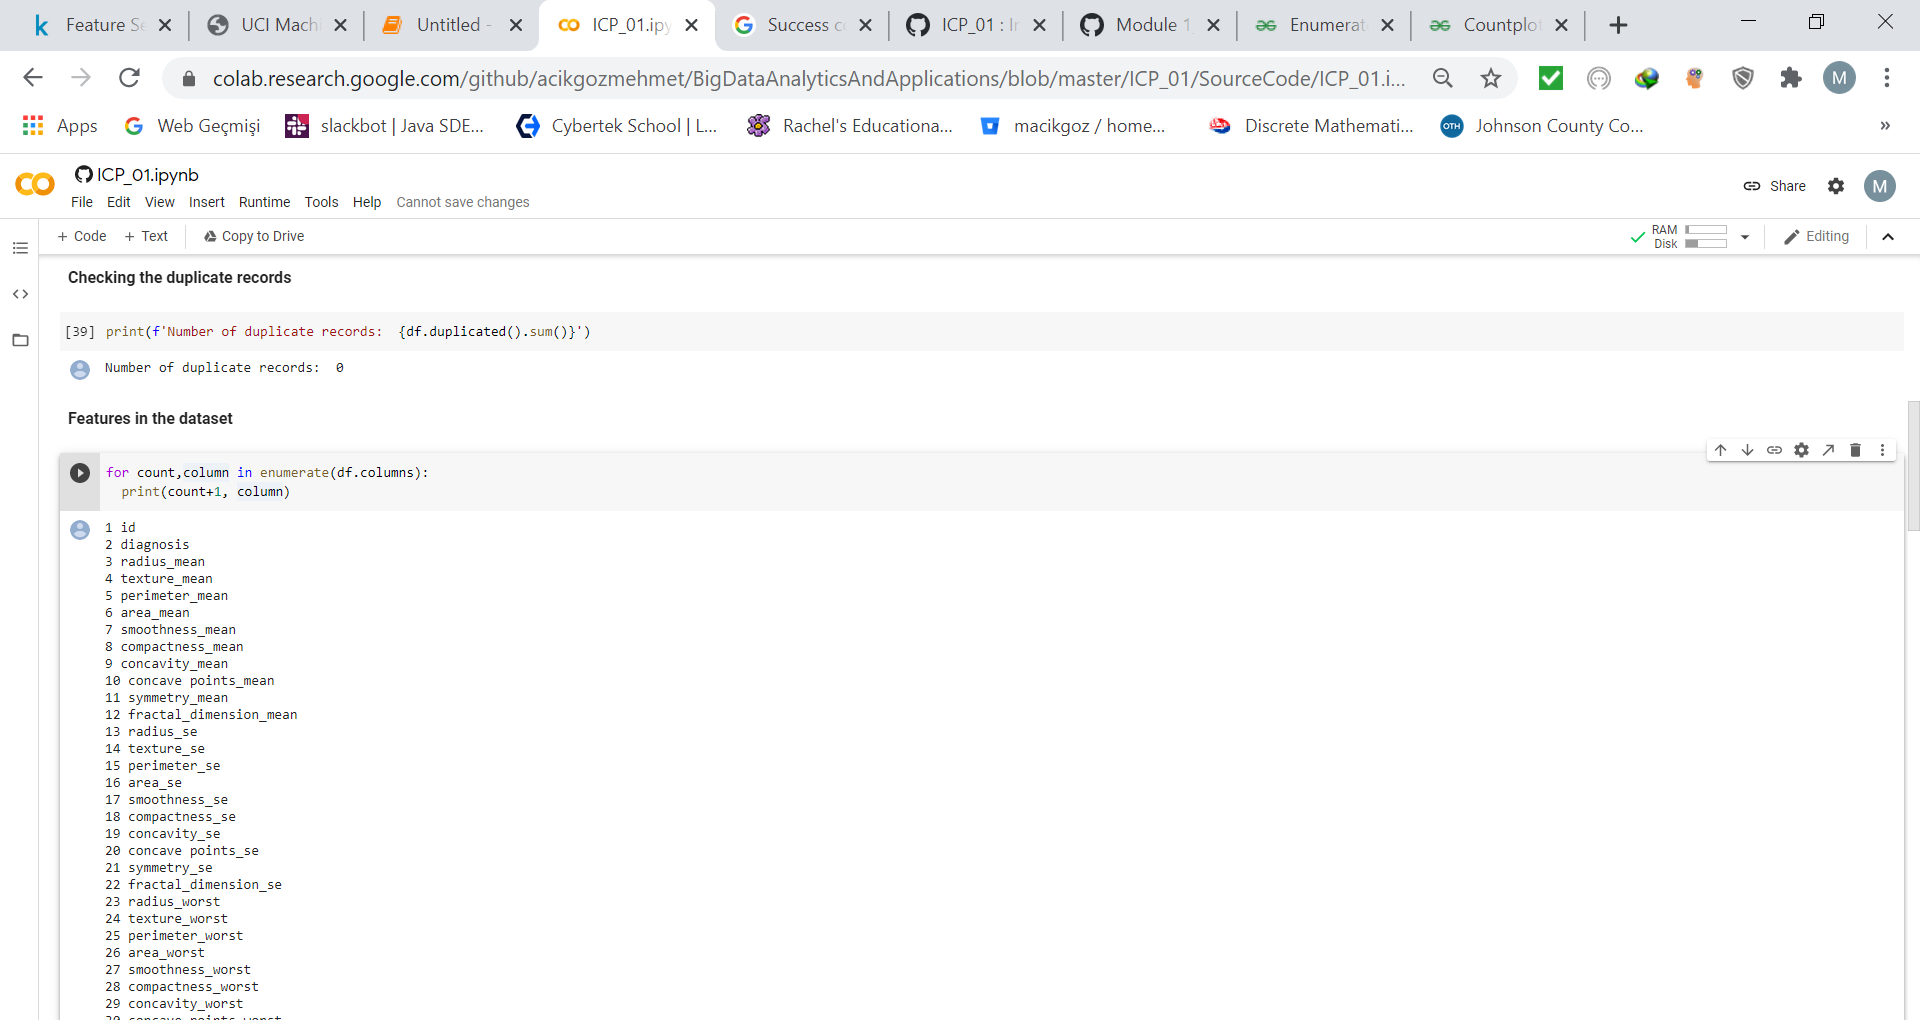 Feature Se
UCI Machi
Untitled -
ICP_01.ipy
Success co
ICP_01 : In
Module 1
Enumerat
Countplot
colab.research.google.com/github/acikgozmehmet/BigDataAnalyticsAndApplications/blob/master/ICP_01/SourceCode/ICP_01.i...
M
Apps
Web Geçmişi
slackbot | Java SDE...
Cybertek School | L...
Rachel's Educationa...
macikgoz / home...
OTH
Discrete Mathemati...
Johnson County Co...
»
ICP_01.ipynb
Share
M
File Edit View Insert Runtime Tools Help Cannot save changes
+ Code + Text Copy to Drive
RAM
Disk
Editing
Checking the duplicate records
[39] print(f'Number of duplicate records:  {df.duplicated().sum()}')
Number of duplicate records:  0
Features in the dataset
for count,column in enumerate(df.columns):
print(count+1, column)
1 id
2 diagnosis
3 radius_mean
4 texture_mean
5 perimeter_mean
6 area_mean
7 smoothness_mean
8 compactness_mean
9 concavity_mean
10 concave points_mean
11 symmetry_mean
12 fractal_dimension_mean
13 radius_se
14 texture_se
15 perimeter_se
16 area_se
17 smoothness_se
18 compactness_se
19 concavity_se
20 concave points_se
21 symmetry_se
22 fractal_dimension_se
23 radius_worst
24 texture_worst
25 perimeter_worst
26 area_worst
27 smoothness_worst
28 compactness_worst
29 concavity_worst
30 concave points_worst